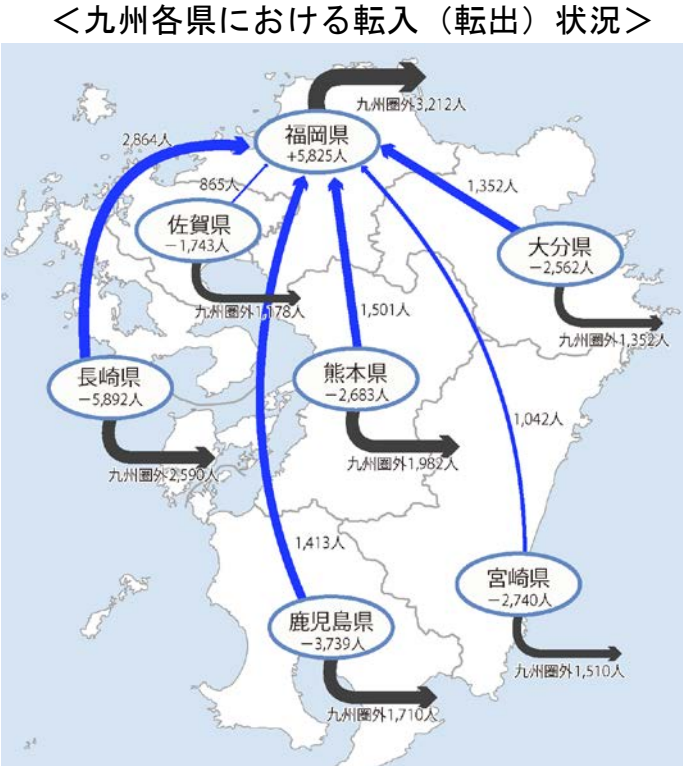 ＜九州各県における転入（転出）状況＞
九州圏外3,212人
福岡県
+5,825人
2,864人
865人
1,352人
佐賀県
－1,743人
大分県
－2,562人
九州圏外1,178人
1,501人
九州圏外1,352人
長崎県
－5,892人
熊本県
－2,683人
1,042人
九州圏外2,590人
九州圏外1,982人
1,413人
宮崎県
－2,740人
鹿児島県
－3,739人
九州圏外1,510人
九州圏外1,710人